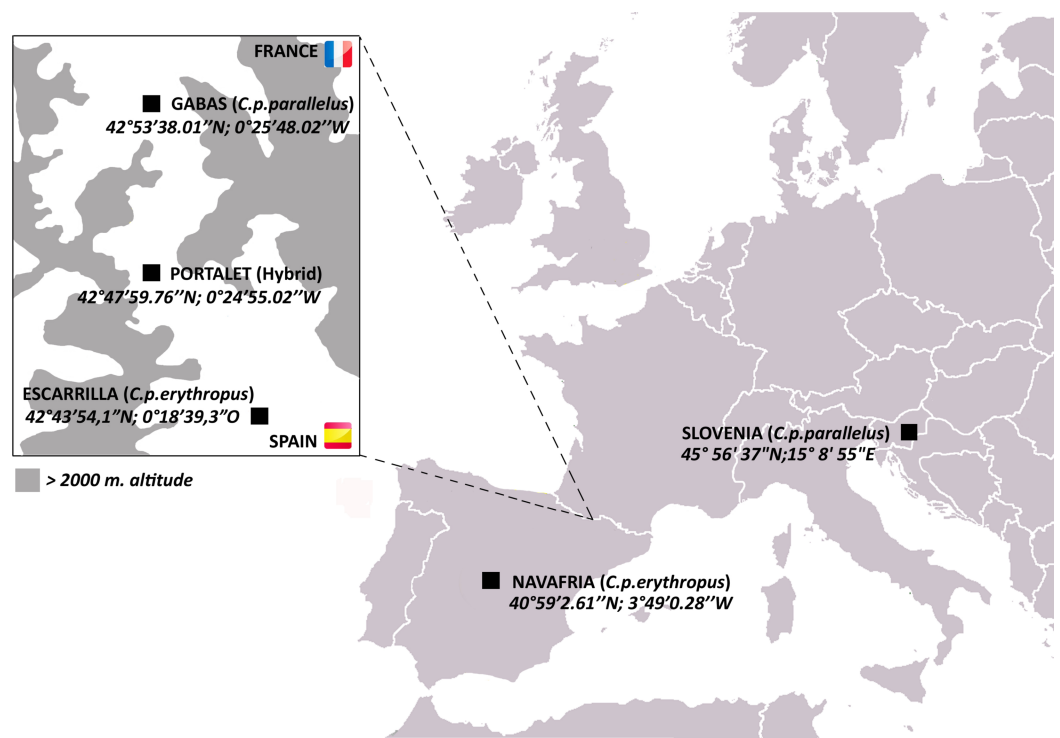 FRANCE
GABAS (C.p.parallelus)
42°53’38.01’’N; 0°25’48.02’’W
PORTALET (Hybrid)
42°47’59.76’’N; 0°24’55.02’’W
ESCARRILLA (C.p.erythropus)
42°43’54,1’’N; 0°18’39,3’’O
SPAIN
> 2000 m. altitude
SLOVENIA (C.p.parallelus)
45° 56' 37"N;15° 8' 55"E
NAVAFRIA (C.p.erythropus)
40°59’2.61’’N; 3°49’0.28’’W